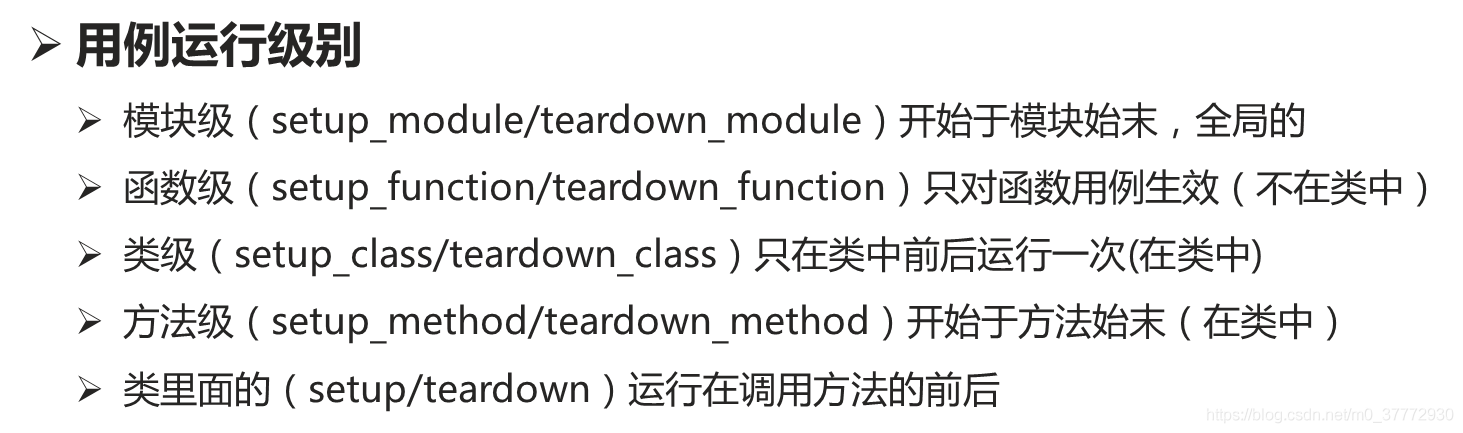 用例运行级别
模块级（setup_module/teardown_module）开始于模块始末，全局的
函数级（setup_function/teardown_function）只对函数用例生效（不在类中）
类级（setup_class/teardown_class）只在类中前后运行一次(在类中)
方法级（setup_method/teardown_method）开始于方法始末（在类中）
类里面的（setup/teardown）运行在调用方法的前后
https://blog.csdn.net/m0_37772930